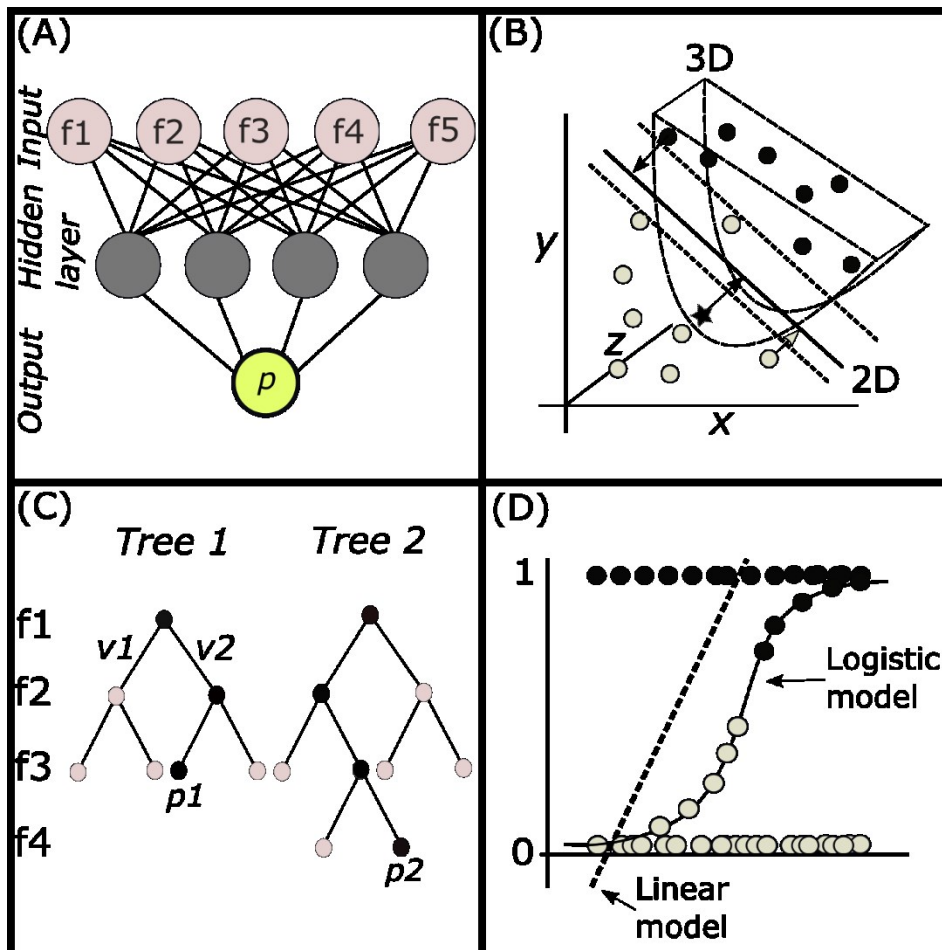 (A)
Input
f1 f2 f3 f4 f5
Hidden
layer
Output
p
(B)
3D
y
z
x
2D
(C)
Tree 1 Tree 2
f1
v1 v2
f2
f3
p1
f4
p2
(D)
1
Logistic
model
0
Linear
model